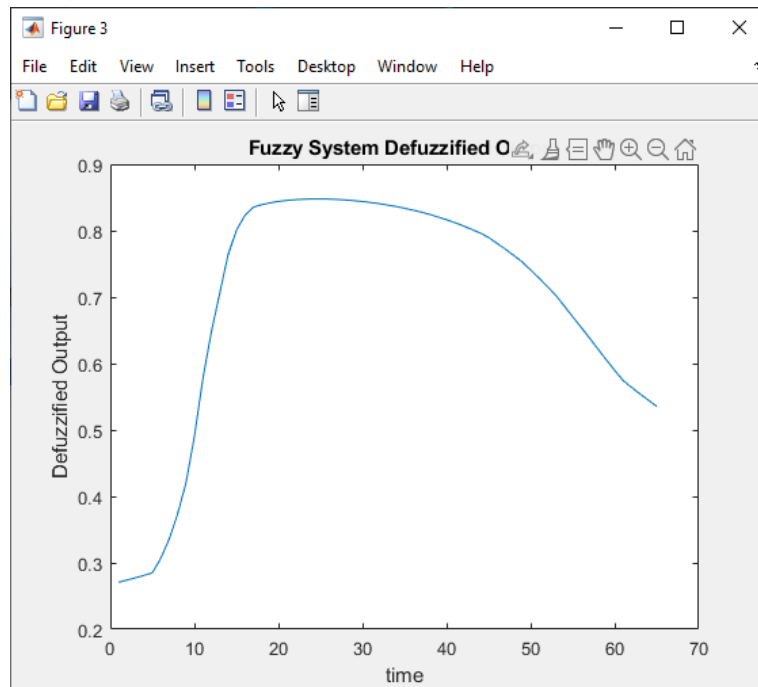 Figure 3
File Edit View Insert Tools Desktop Window Help
Fuzzy System Defuzzified
0.9
0.8
0.7
0.6
0.5
0.4
0.3
0.2
Defuzzified Output
0 10 20 30 40 50 60 70
time